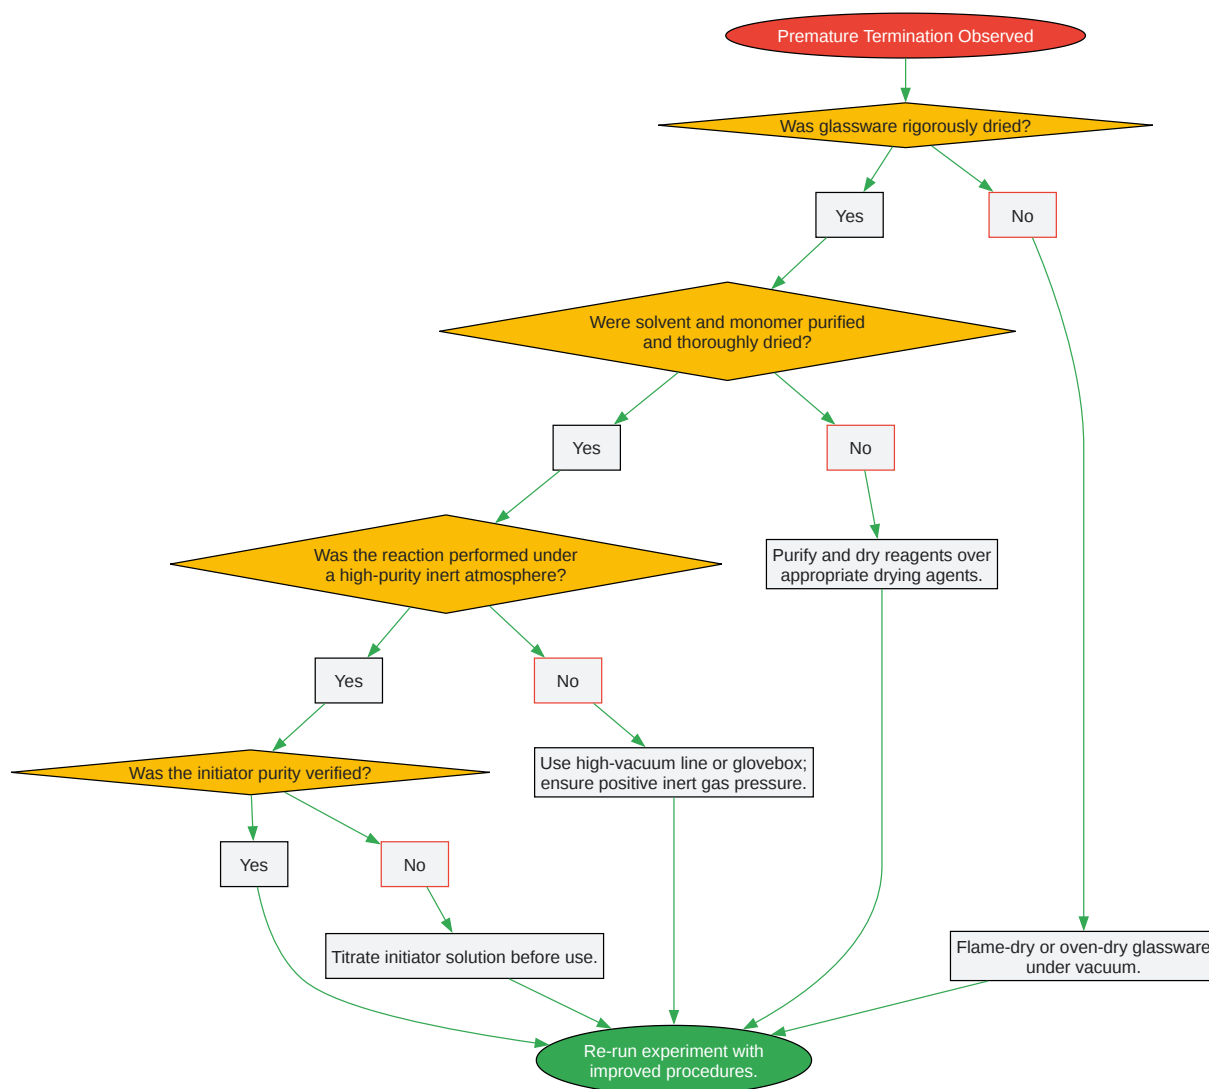 Premature Termination Observed
Was glassware rigorously dried?
Yes
No
Were solvent and monomer purified
and thoroughly dried?
Yes
No
Was the reaction performed under
a high-purity inert atmosphere?
Purify and dry reagents over
appropriate drying agents.
Yes
No
Was the initiator purity verified?
Use high-vacuum line or glovebox;
ensure positive inert gas pressure.
Yes
No
Titrate initiator solution before use.
Flame-dry or oven-dry glassware
under vacuum.
Re-run experiment with
improved procedures.